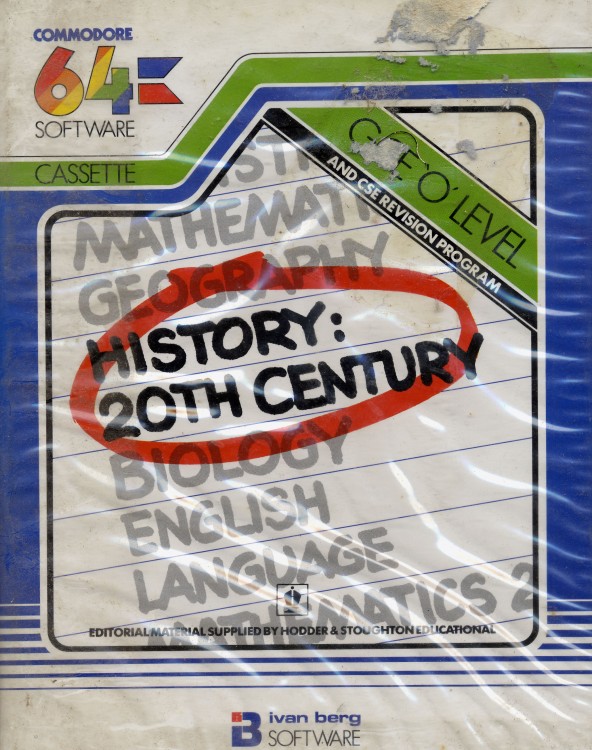 COMMODORE
64
SOFTWARE
CASSETTE
O'LEVEL
AND CSE REVISION PROGRAM
MATHEMATI
GEOGRAPHY
HISTORY:
20TH CENTURY
BIOLOGY
ENGLISH
LANGUAGE
MATHEMATICS 2
EDITORIAL MATERIAL SUPPLIED BY HODDER & STOUGHTON EDUCATIONAL
ivan berg
SOFTWARE